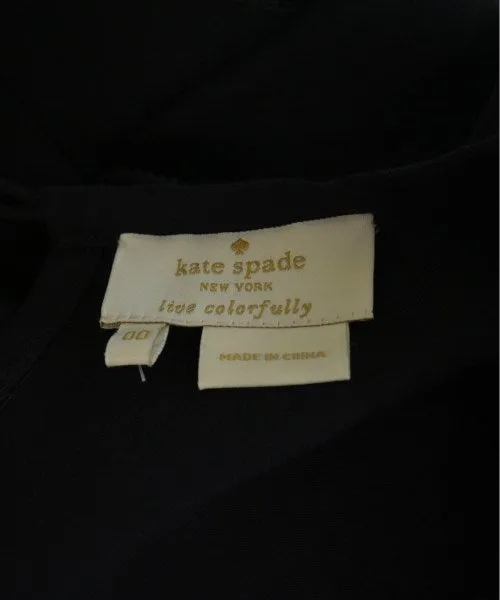 kate spade
NEW YORK
live colorfully
00
MADE IN CHINA